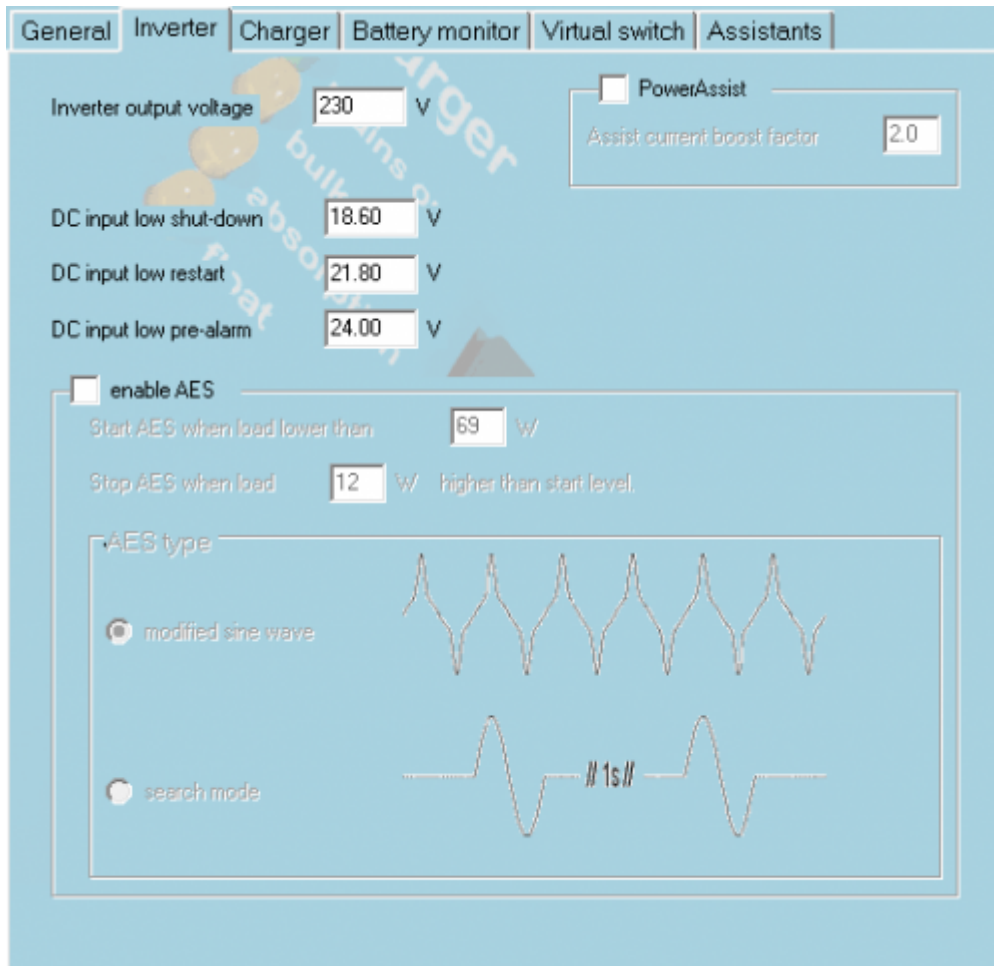 General Inverter Charger Battery monitor Virtual switch Assistants
Inverter output voltage 230 V
PowerAssist
Assist current boost factor 2.0
DC input low shut-down 18.60 V
DC input low restart 21.80 V
DC input low pre-alarm 24.00 V
bulk
absorption
float
enable AES
Start AES when load lower than 69 W
Stop AES when load 12 W higher than start level.
AES type
modified sine wave
search mode
// 1s //